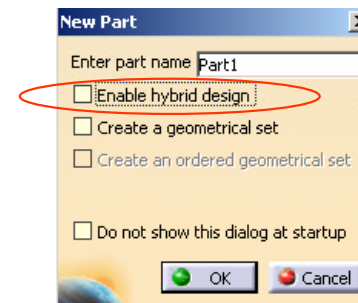 New Part
Enter part name Part1
Enable hybrid design
Create a geometrical set
Create an ordered geometrical set
Do not show this dialog at startup
OK Cancel